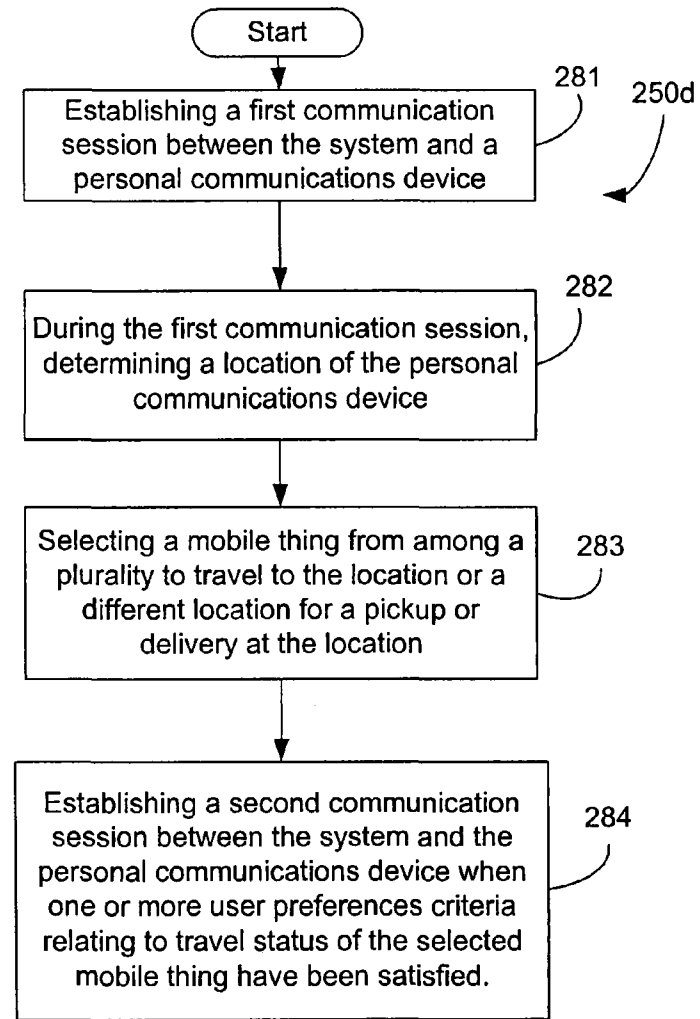 Start
281
250d
Establishing a first communication
session between the system and a
personal communications device
282
During the first communication session,
determining a location of the personal
communications device
283
Selecting a mobile thing from among a
plurality to travel to the location or a
different location for a pickup or
delivery at the location
284
Establishing a second communication
session between the system and the
personal communications device when
one or more user preferences criteria
relating to travel status of the selected
mobile thing have been satisfied.